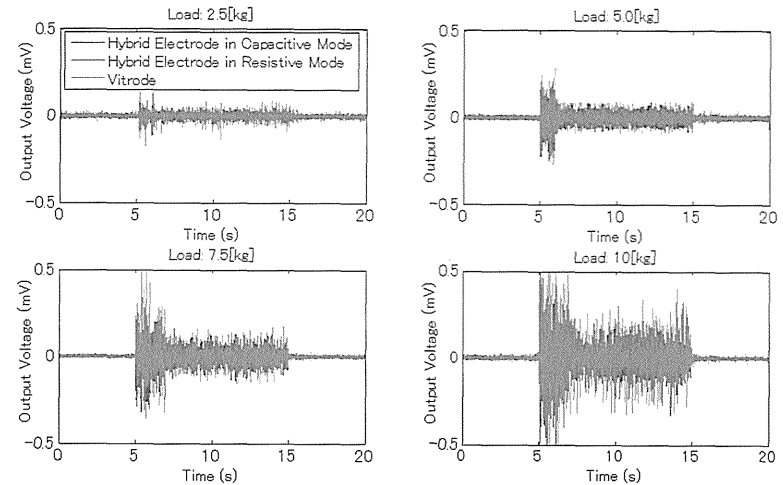 Load: 2.5[kg]
0.5
0
-0.5
Output Voltage (mV)
Hybrid Electrode in Capacitive Mode
Hybrid Electrode in Resistive Mode
Vitrode
0 5 10 15 20
Time (s)
Load: 5.0[kg]
0.5
0
-0.5
Output Voltage (mV)
0 5 10 15 20
Time (s)
Load: 7.5[kg]
0.5
0
-0.5
Output Voltage (mV)
0 5 10 15 20
Time (s)
Load: 10[kg]
0.5
0
-0.5
Output Voltage (mV)
0 5 10 15 20
Time (s)